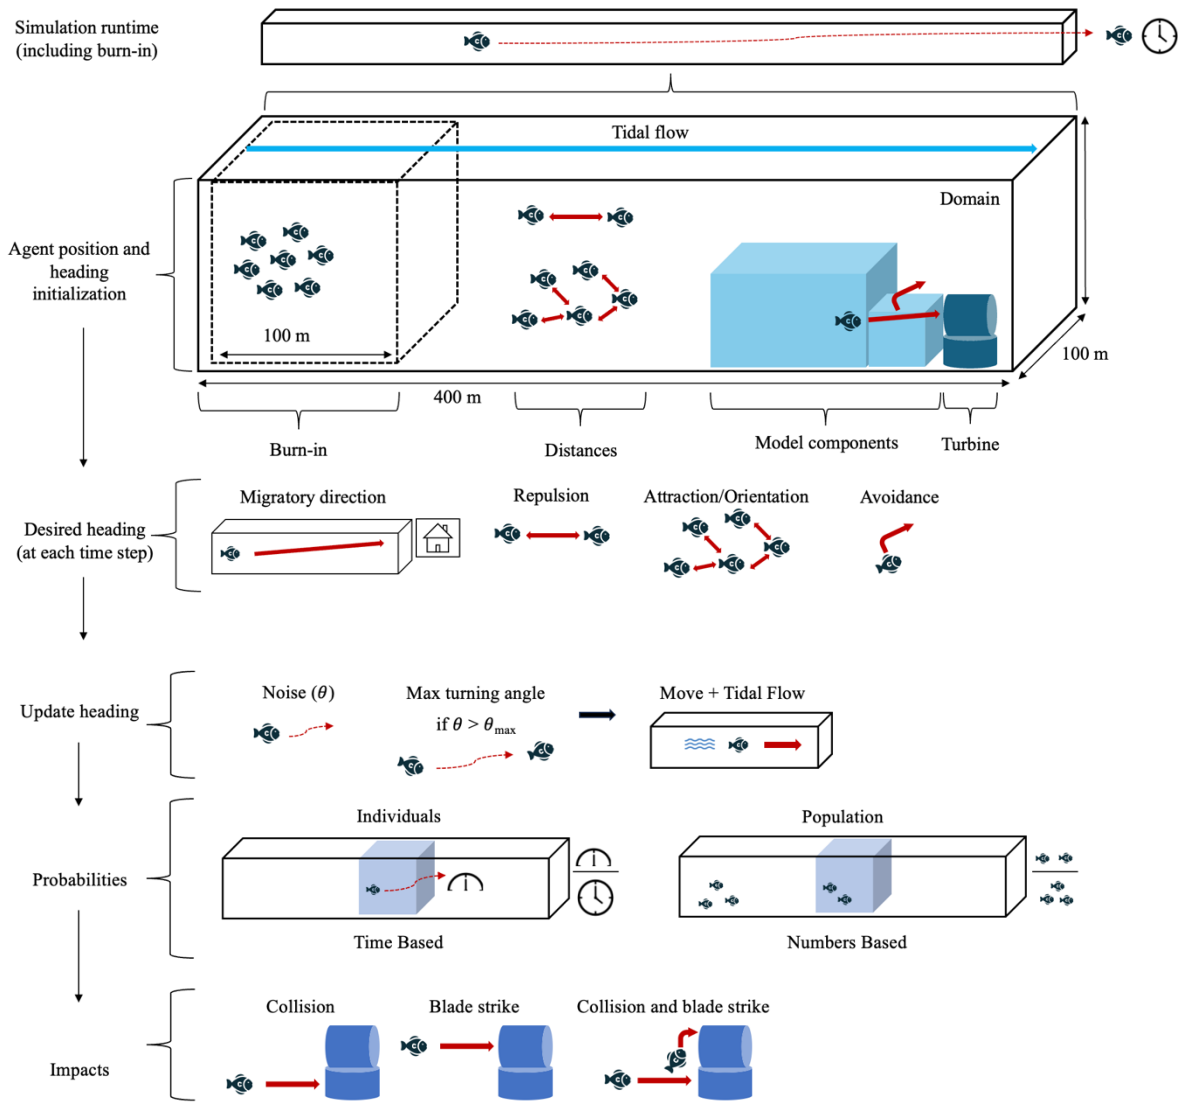 Simulation runtime
(including burn-in)
Tidal flow
Domain
Agent position and
heading
initialization
100 m
100 m
400 m
Burn-in
Distances
Model components
Turbine
Desired heading
(at each time step)
Migratory direction
Repulsion
Attraction/Orientation
Avoidance
Update heading
Noise (θ)
Max turning angle
if θ > θmax
Move + Tidal Flow
Probabilities
Individuals
Population
Time Based
Numbers Based
Impacts
Collision
Blade strike
Collision and blade strike